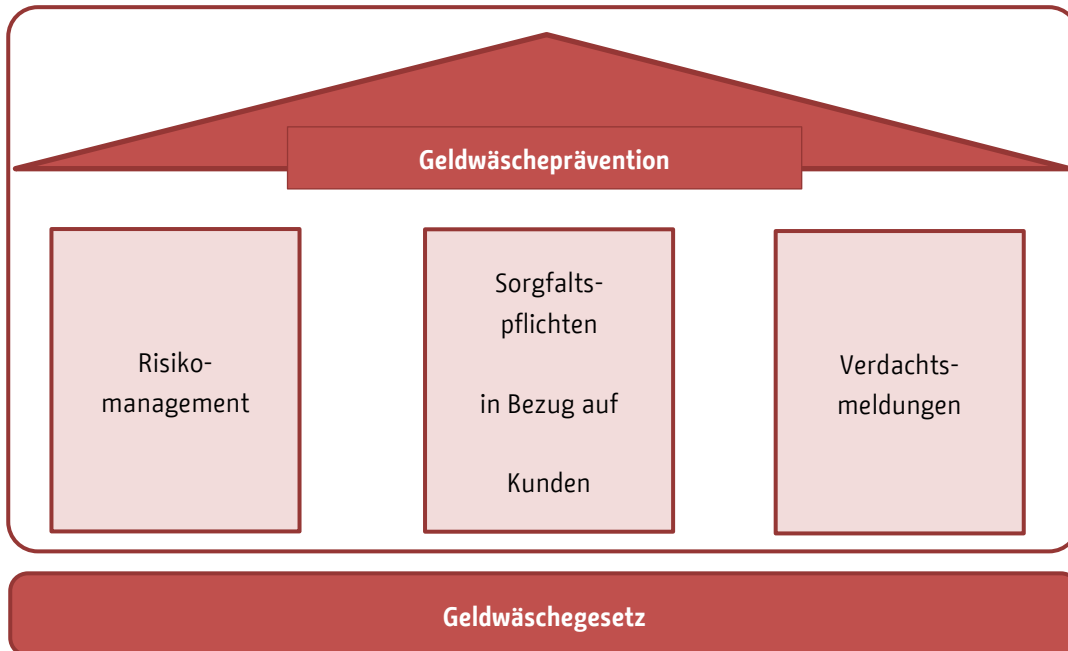 Geldwäscheprävention
Risiko-
management
Sorgfalts-
pflichten
in Bezug auf
Kunden
Verdachts-
meldungen
Geldwäschegesetz